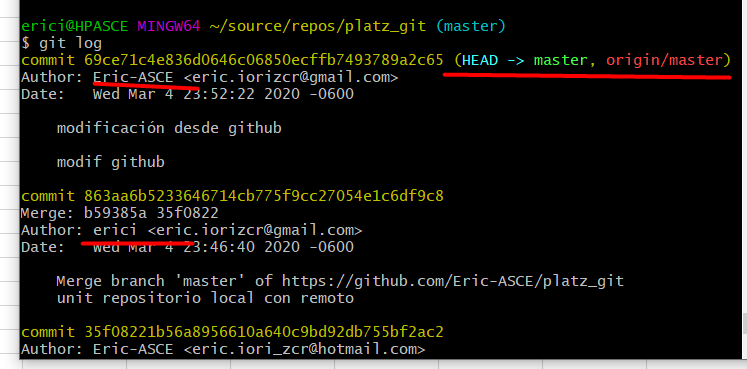 erici@HPASCE MINGW64 ~/source/repos/platz_git (master)
$ git log
commit 69ce71c4e836d0646c06850ecffb7493789a2c65 (HEAD -> master, origin/master)
Author: Eric-ASCE <eric.iorizcr@gmail.com>
Date:   Wed Mar 4 23:52:22 2020 -0600
modificación desde github
modif github
commit 863aa6b5233646714cb775f9cc27054e1c6df9c8
Merge: b59385a 35f0822
Author: erici <eric.iorizcr@gmail.com>
Date:   Wed Mar 4 23:46:40 2020 -0600
Merge branch 'master' of https://github.com/Eric-ASCE/platz_git
unit repositorio local con remoto
commit 35f08221b56a8956610a640c9bd92db755bf2ac2
Author: Eric-ASCE <eric.iori_zcr@hotmail.com>